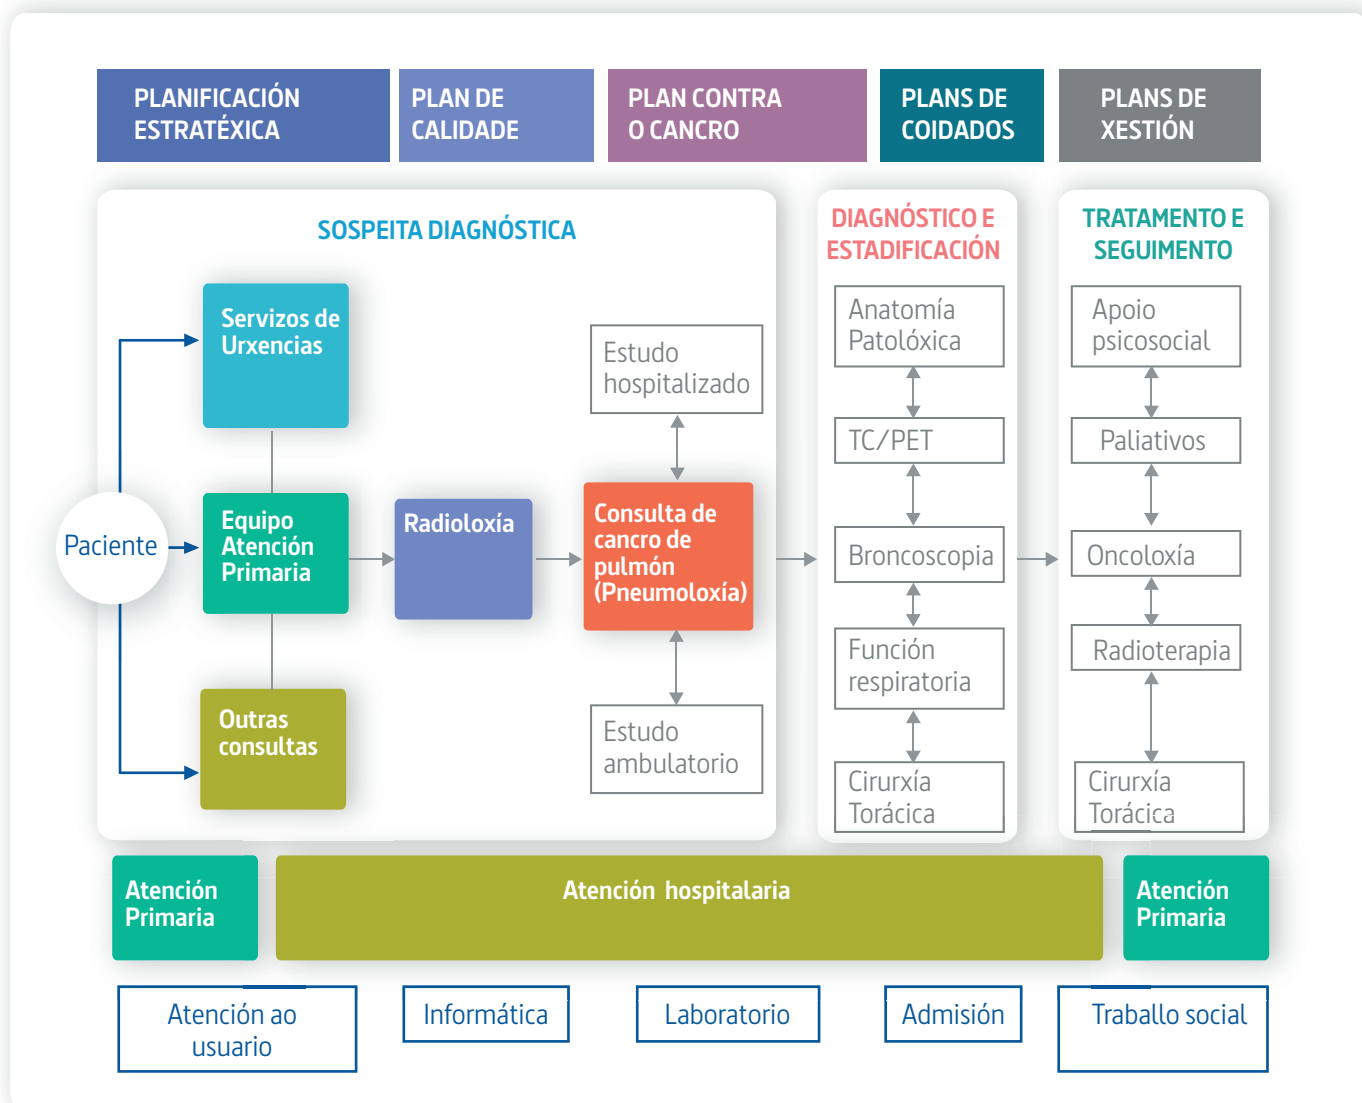 PLANIFICACIÓN
ESTRATÉXICA
PLAN DE
CALIDADE
PLAN CONTRA
O CANCRO
PLANS DE
COIDADOS
PLANS DE
XESTIÓN
SOSPEITA DIAGNÓSTICA
Servizos de
Urxencias
Paciente
Equipo
Atención
Primaria
Outras
consultas
Radioloxía
Estudo
hospitalizado
Consulta de
cancro de
pulmón
(Pneumoloxía)
Estudo
ambulatorio
DIAGNÓSTICO E
ESTADIFICACIÓN
Anatomía
Patolóxica
TC/PET
Broncoscopia
Función
respiratoria
Cirurxía
Torácica
TRATAMENTO E
SEGUIMENTO
Apoio
psicosocial
Paliativos
Oncoloxía
Radioterapia
Cirurxía
Torácica
Atención
Primaria
Atención hospitalaria
Atención
Primaria
Atención ao
usuario
Informática
Laboratorio
Admisión
Traballo social